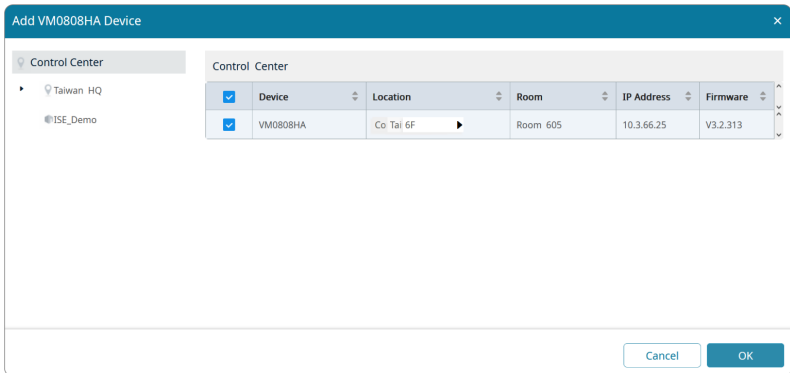 Add VM0808HA Device
Control Center
Taiwan HQ
ISE_Demo
Control Center
Device Location Room IP Address Firmware
VM0808HA Co Tai 6F Room 605 10.3.66.25 V3.2.313
Cancel OK